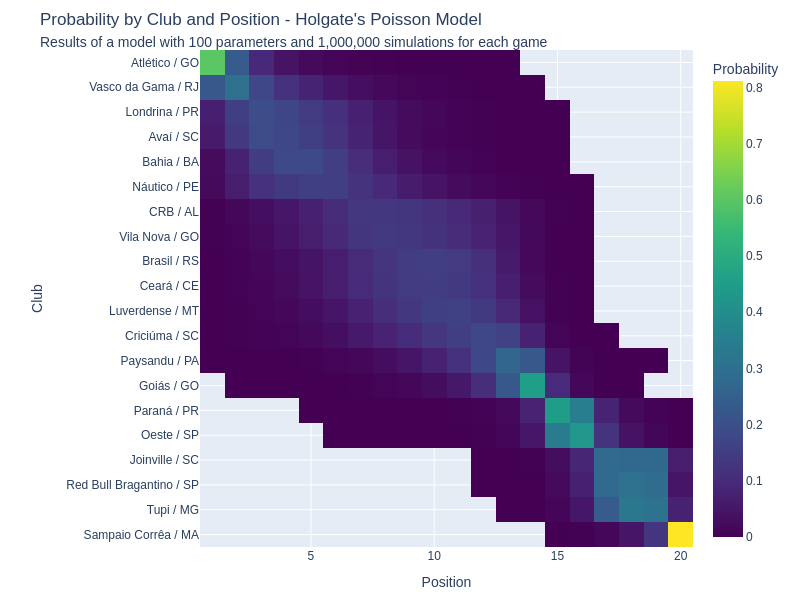 Probability by Club and Position - Holgate's Poisson Model
Results of a model with 100 parameters and 1,000,000 simulations for each game
Probability
Club
Atlético / GO
Vasco da Gama / RJ
Londrina / PR
Avaí / SC
Bahia / BA
Náutico / PE
CRB / AL
Vila Nova / GO
Brasil / RS
Ceará / CE
Luverdense / MT
Criciúma / SC
Paysandu / PA
Goiás / GO
Paraná / PR
Oeste / SP
Joinville / SC
Red Bull Bragantino / SP
Tupi / MG
Sampaio Corrêa / MA
5 10 15 20
Position
0.8
0.7
0.6
0.5
0.4
0.3
0.2
0.1
0